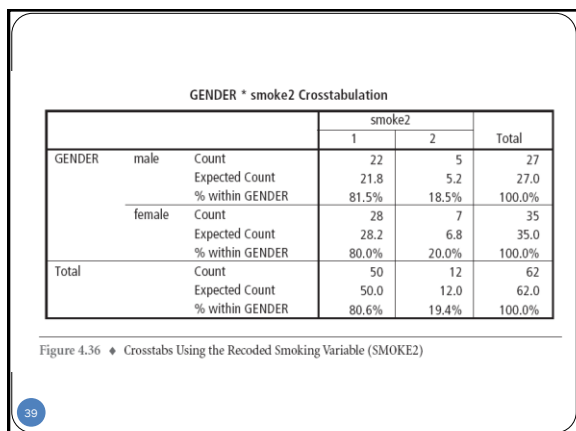 GENDER * smoke2 Crosstabulation
smoke2
1 2 Total
GENDER male Count 22 5 27
Expected Count 21.8 5.2 27.0
% within GENDER 81.5% 18.5% 100.0%
female Count 28 7 35
Expected Count 28.2 6.8 35.0
% within GENDER 80.0% 20.0% 100.0%
Total Count 50 12 62
Expected Count 50.0 12.0 62.0
% within GENDER 80.6% 19.4% 100.0%
Figure 4.36 ♦ Crosstabs Using the Recoded Smoking Variable (SMOKE2)
39